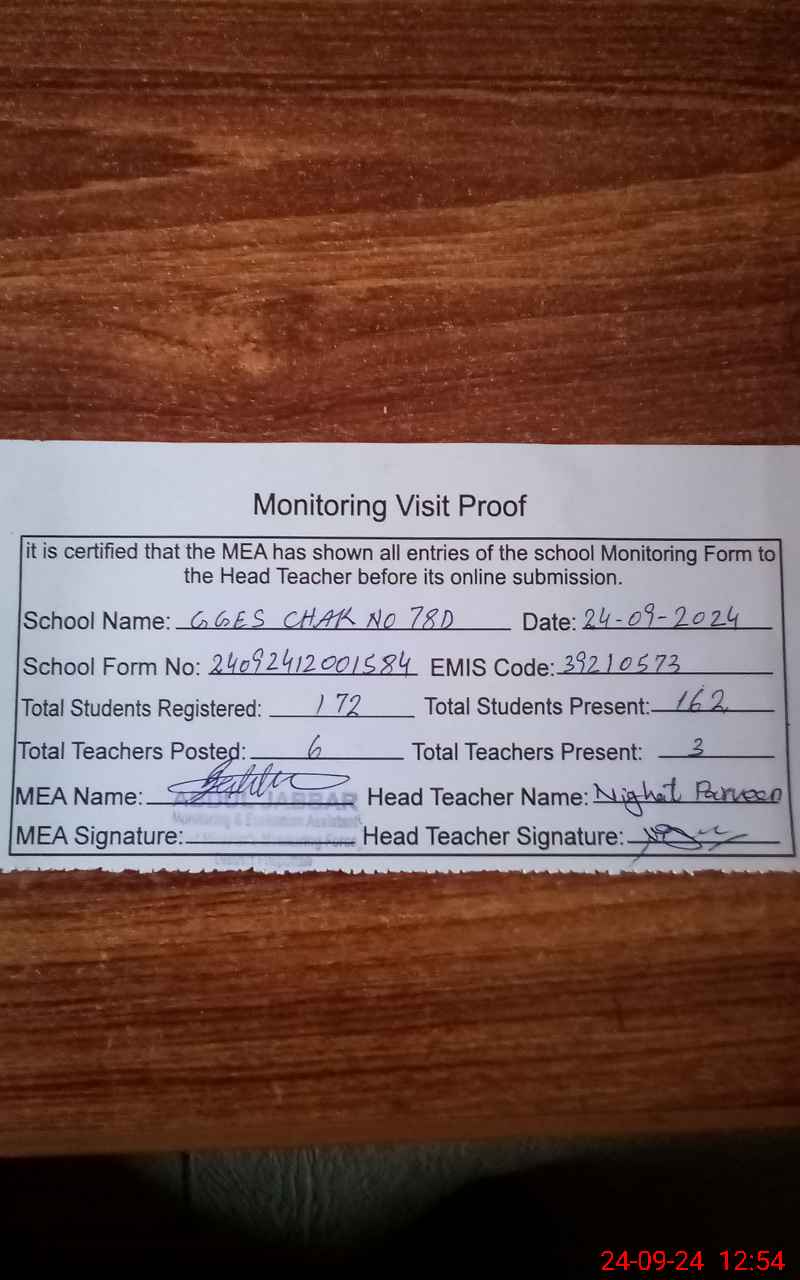 Monitoring Visit Proof
it is certified that the MEA has shown all entries of the school Monitoring Form to
the Head Teacher before its online submission.
School Name: GGES CHAK NO 78D Date: 24-09-2024
School Form No: 24092412001584 EMIS Code: 39210573
Total Students Registered: 172 Total Students Present: 162
Total Teachers Posted: 6 Total Teachers Present: 3
MEA Name: ABDUL JABBAR Head Teacher Name: Nighat Parveen
Monitoring & Evaluation Assistant
MEA Signature: Head Teacher Signature:
24-09-24 12:54